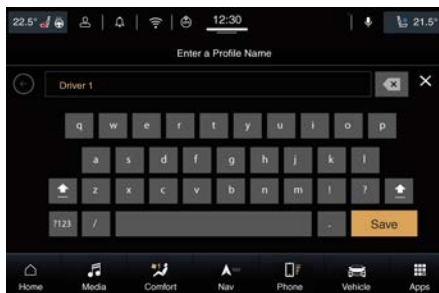 22.5° 12:30 21.5°
Enter a Profile Name
Driver 1
q w e r t y u i o p
a s d f g h j k l
z x c v b n m ! ?
?123 / . Save
Home Media Comfort Nav Phone Vehicle Apps